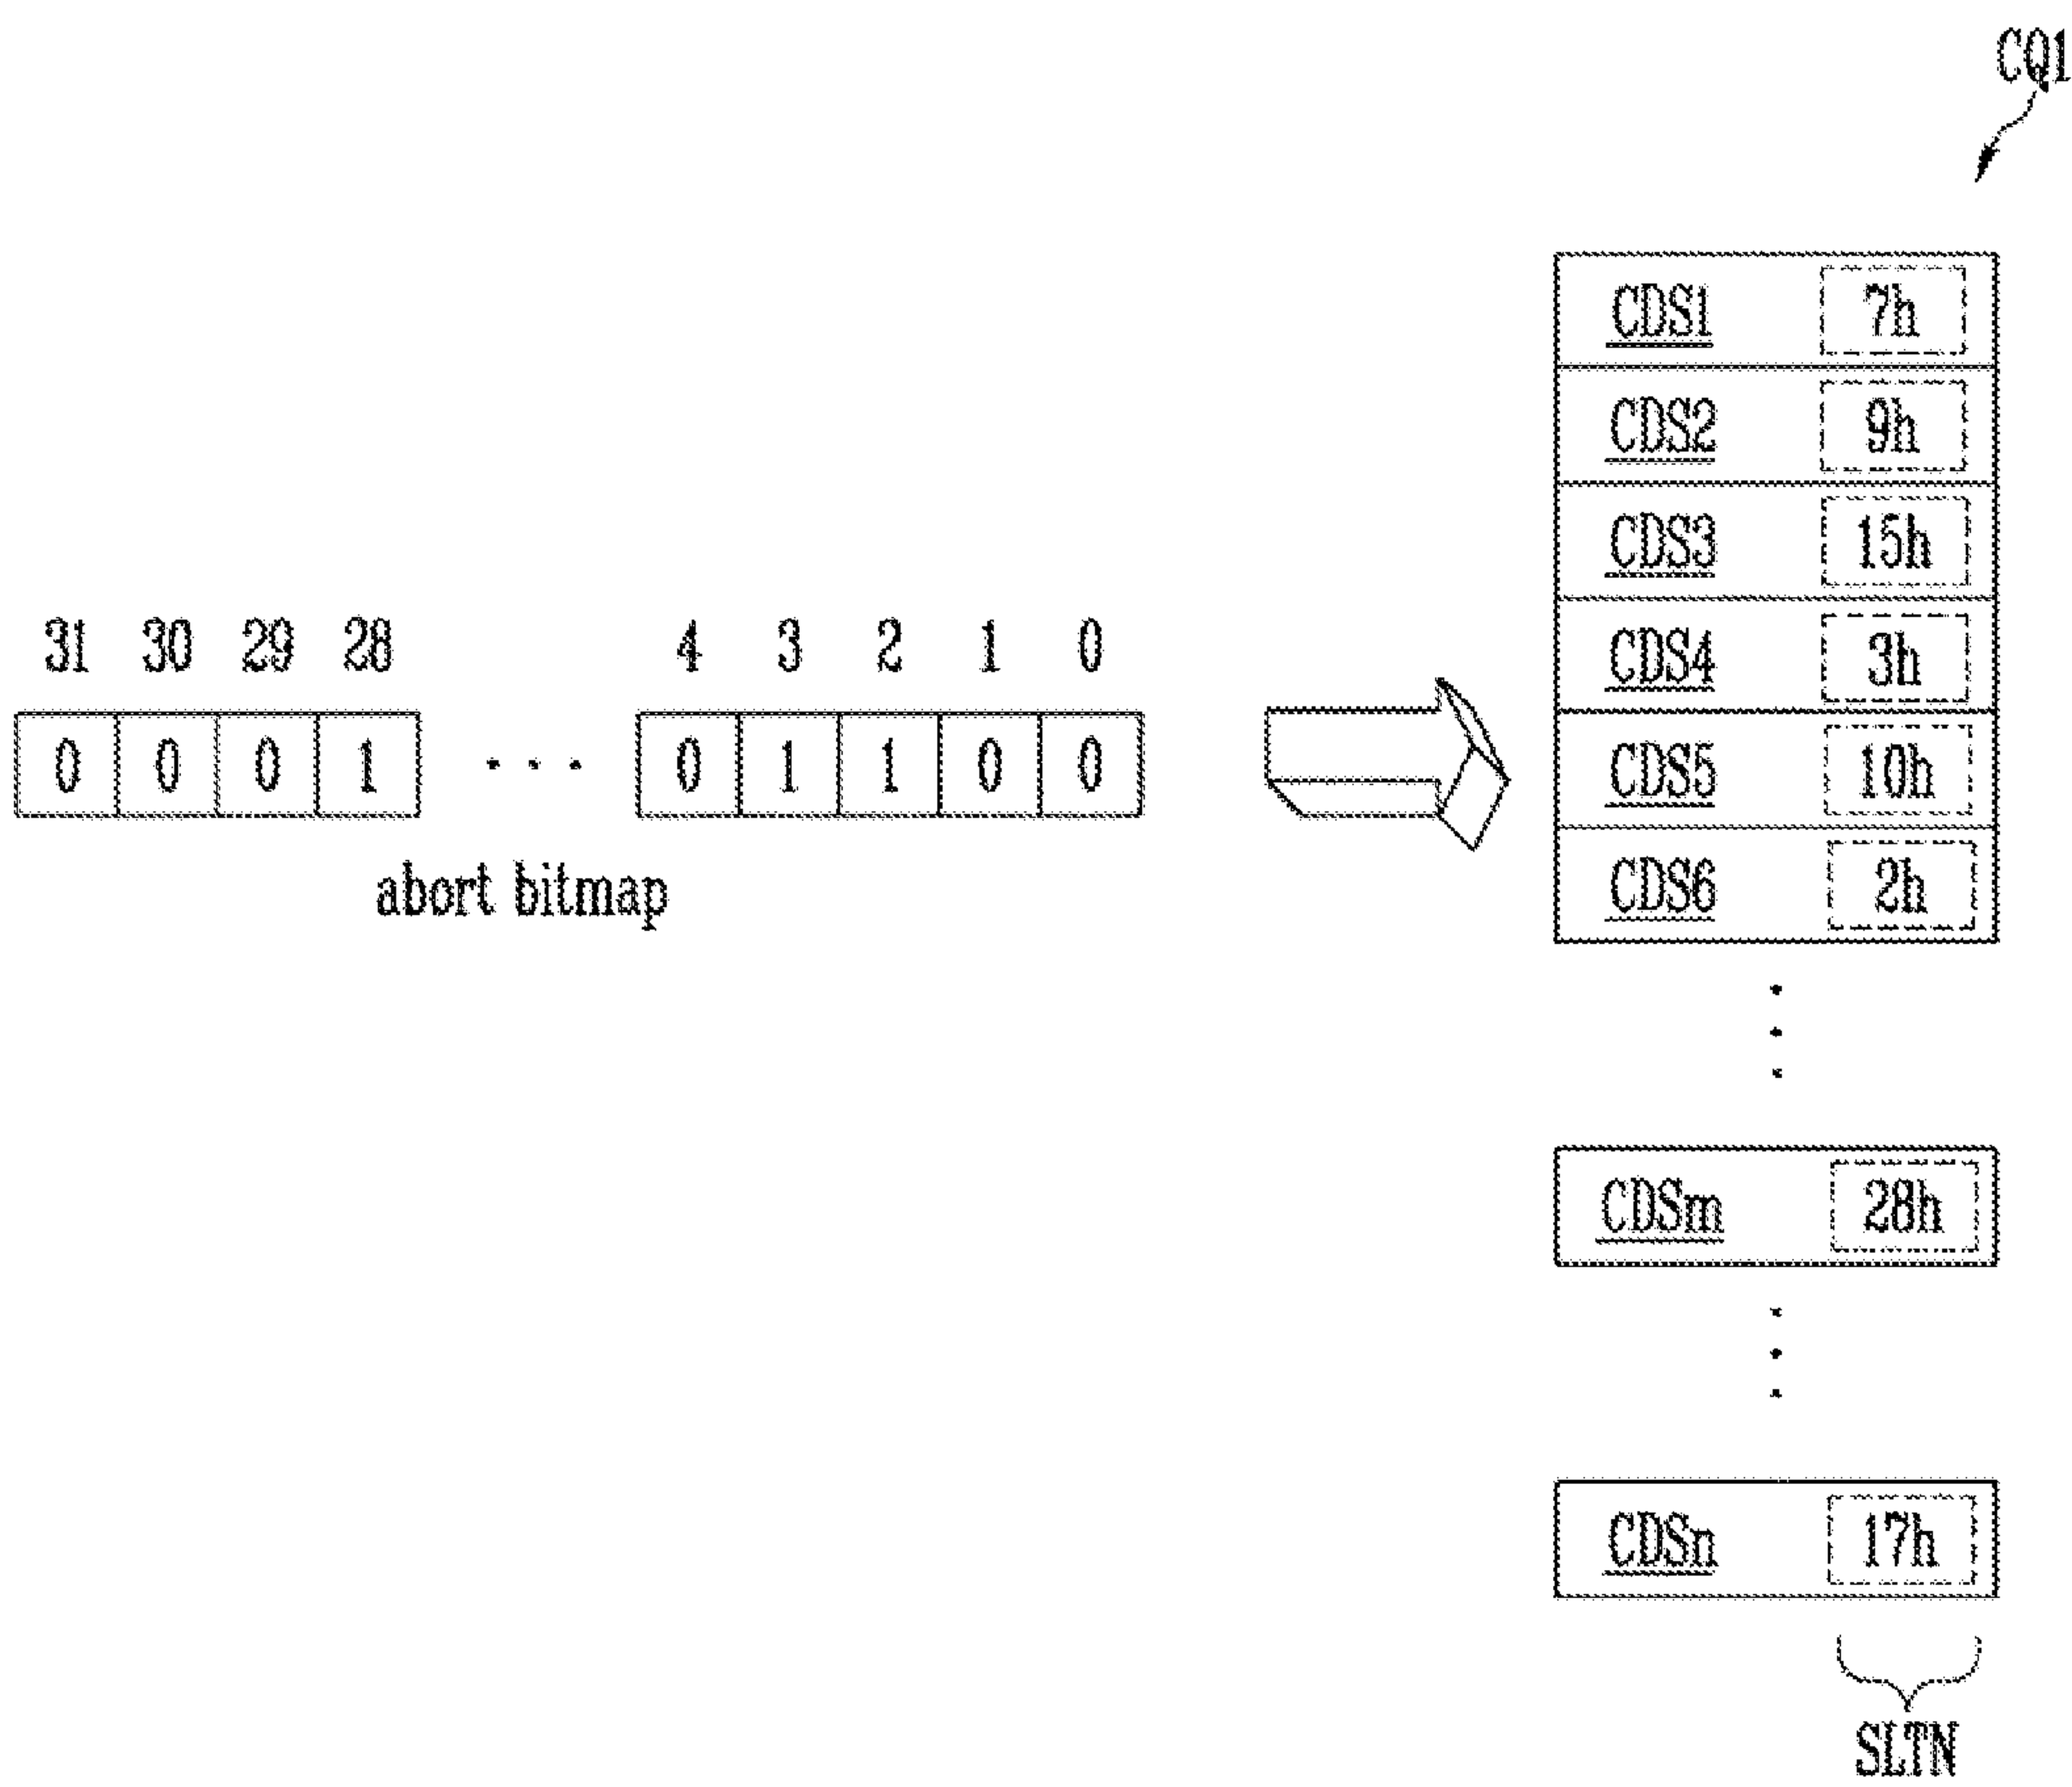 CQ1
CDS1 7h
CDS2 9h
CDS3 15h
CDS4 3h
CDS5 10h
CDS6 2h
31 30 29 28 4 3 2 1 0
0 0 0 1 ... 0 1 1 0 0
abort bitmap
CDSm 28h
CDSn 17h
SLTN